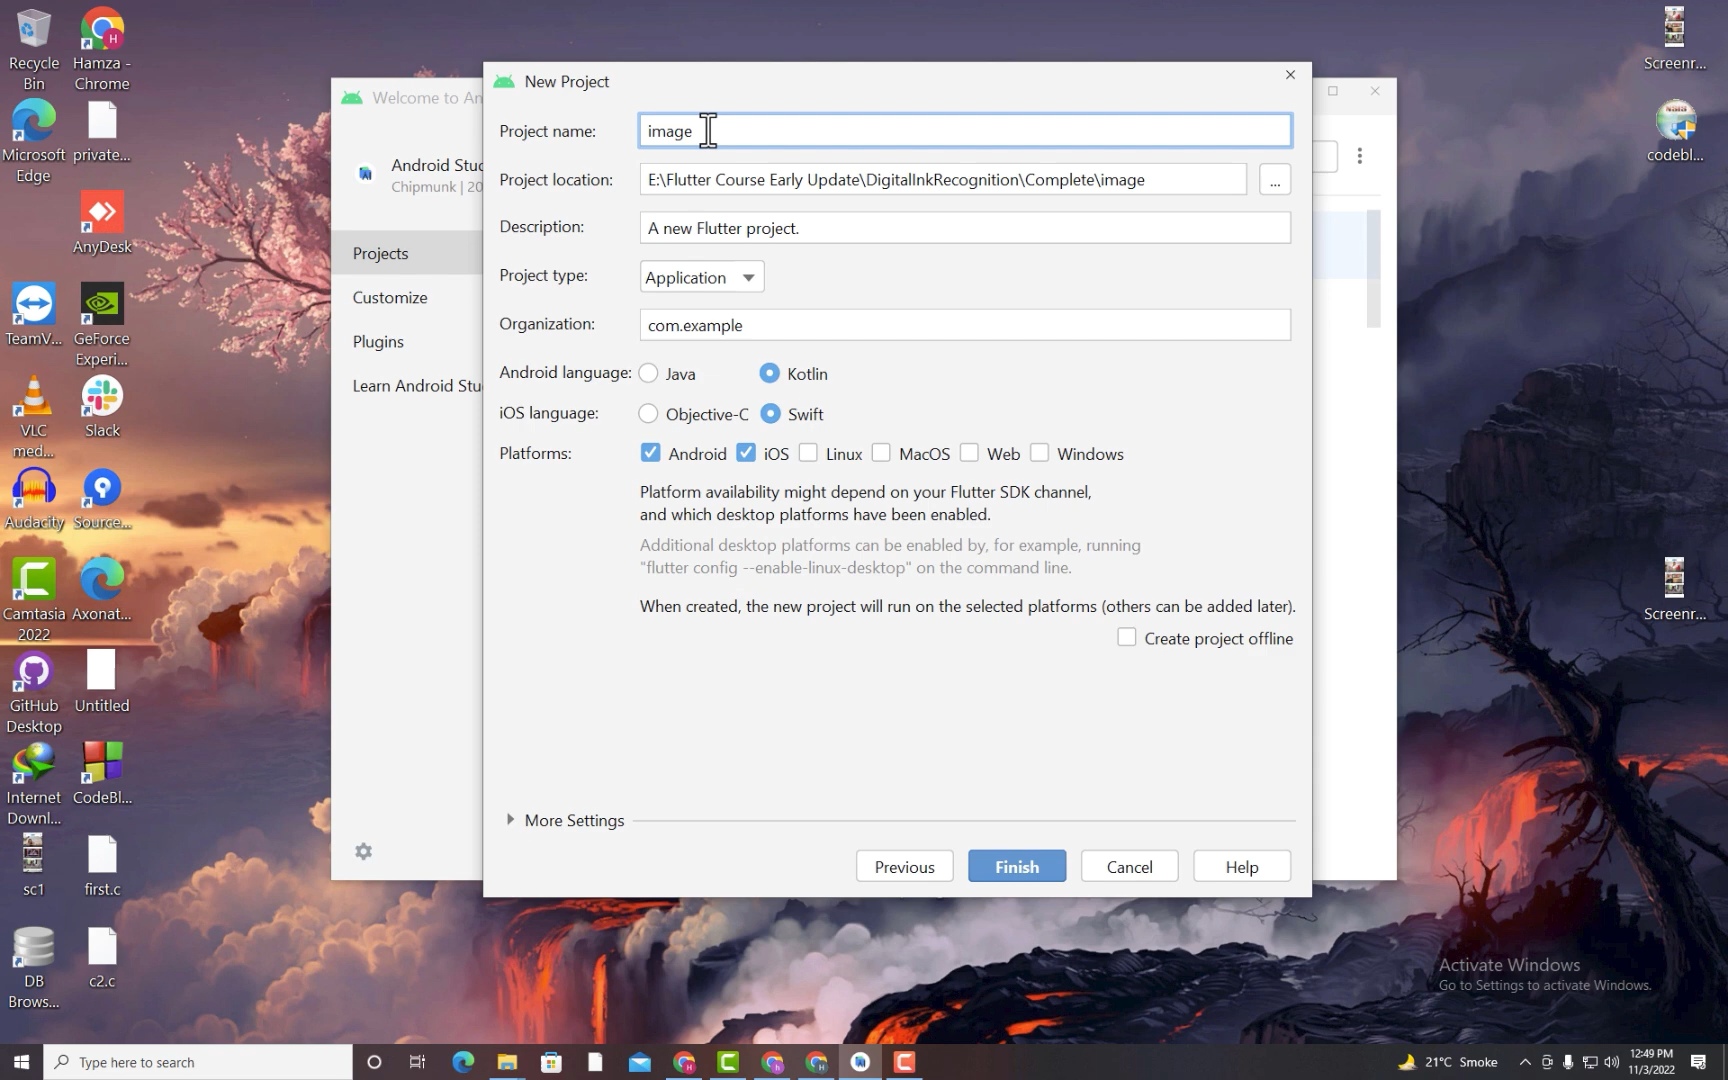 Recycle
Bin
Hamza -
Chrome
Microsoft
Edge
private...
AnyDesk
TeamV...
GeForce
Experi...
VLC
med...
Slack
Audacity
Source...
Camtasia
2022
Axonat...
GitHub
Desktop
Untitled
Internet
Downl...
CodeBl...
sc1
first.c
DB
Brows...
c2.c
Welcome to An
Android Stu
Chipmunk | 20
Projects
Customize
Plugins
Learn Android Stu
New Project
Project name:
image
Project location:
E:\Flutter Course Early Update\DigitalInkRecognition\Complete\image
...
Description:
A new Flutter project.
Project type:
Application
Organization:
com.example
Android language:
Java
Kotlin
iOS language:
Objective-C
Swift
Platforms:
Android
iOS
Linux
MacOS
Web
Windows
Platform availability might depend on your Flutter SDK channel,
and which desktop platforms have been enabled.
Additional desktop platforms can be enabled by, for example, running
"flutter config --enable-linux-desktop" on the command line.
When created, the new project will run on the selected platforms (others can be added later).
Create project offline
More Settings
Previous
Finish
Cancel
Help
Screenr...
codebl...
Screenr...
Activate Windows
Go to Settings to activate Windows.
Type here to search
21°C Smoke
12:49 PM
11/3/2022